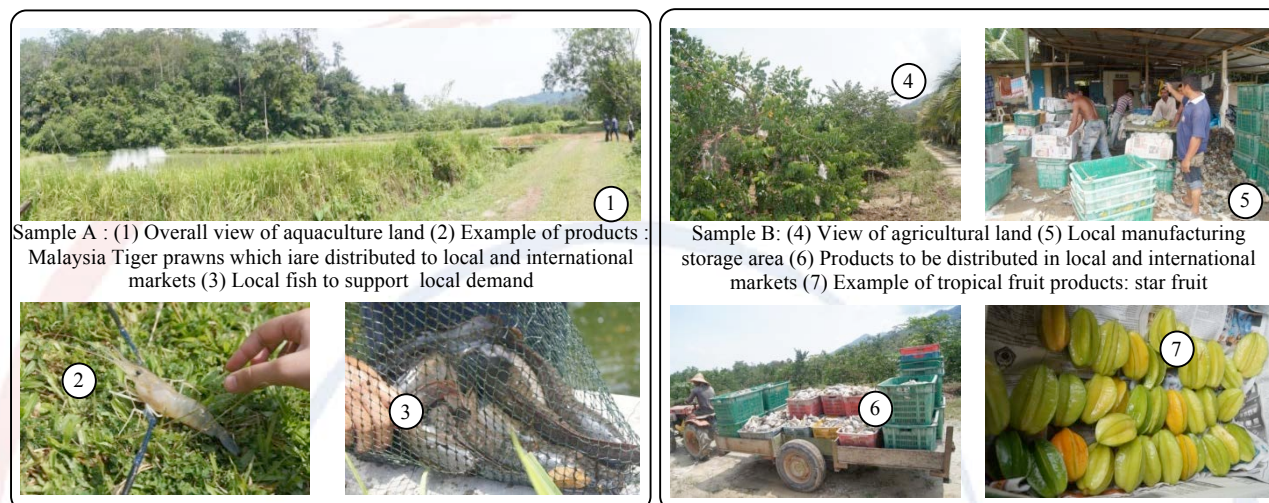 1
Sample A : (1) Overall view of aquaculture land (2) Example of products :
Malaysia Tiger prawns which iare distributed to local and international
markets (3) Local fish to support local demand
2
3
4
5
Sample B: (4) View of agricultural land (5) Local manufacturing
storage area (6) Products to be distributed in local and international
markets (7) Example of tropical fruit products: star fruit
6
7